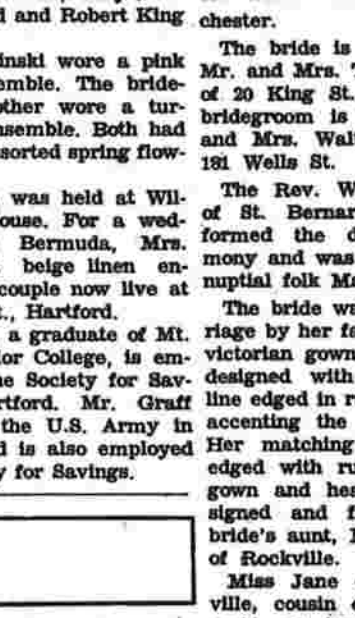 d and Robert King
inski wore a pink
emble. The bride-
other wore a tur-
nsemble. Both had
sorted spring flow-
was held at Wil-
ouse. For a wed-
Bermuda, Mrs.
beige linen en-
couple now live at
t., Hartford.
a graduate of Mt.
lor College, is em-
he Society for Sav-
rtford. Mr. Graff
the U.S. Army in
d is also employed
y for Savings.
chester.
The bride is
Mr. and Mrs.
of 20 King St.
bridegroom is
and Mrs. Wal
181 Wells St.
The Rev. W
of St. Bernar
formed the d
mony and was
nuptial folk Ma
The bride wa
riage by her fa
victorian gown
designed with
line edged in r
accenting the
Her matching
edged with ru
gown and hea
signed and f
bride's aunt,
of Rockville.
Miss Jane
ville, cousin